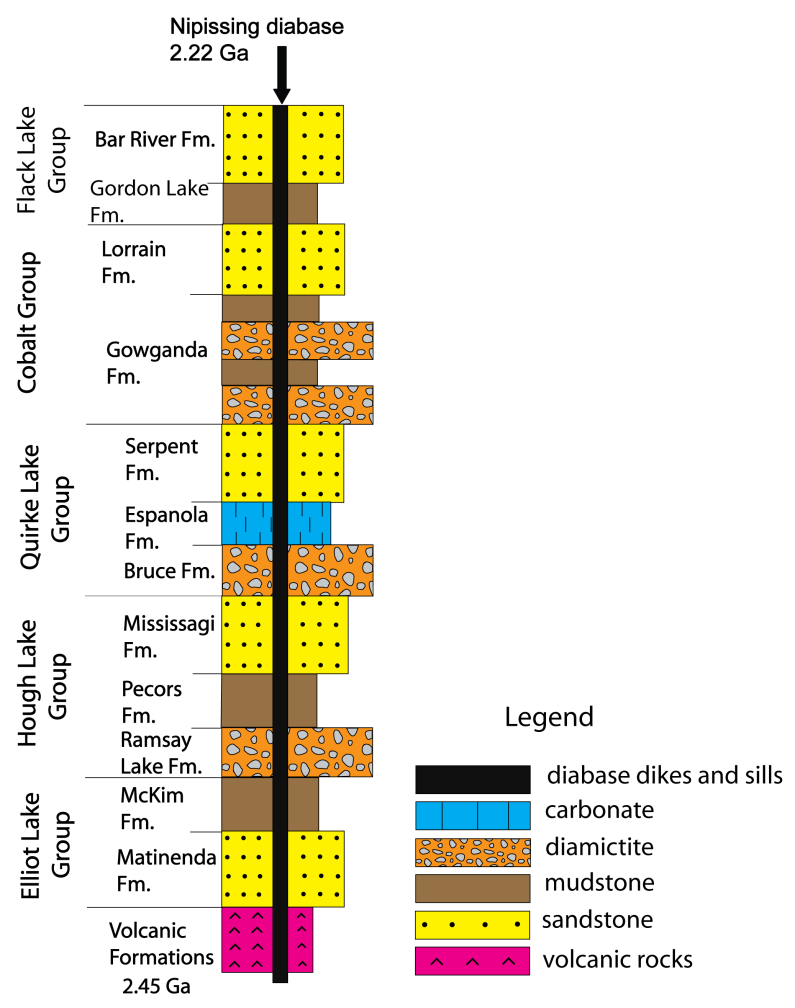 Nipissing diabase
2.22 Ga
Flack Lake
Group
Bar River Fm.
Gordon Lake
Fm.
Cobalt Group
Lorrain
Fm.
Gowganda
Fm.
Quirke Lake
Group
Serpent
Fm.
Espanola
Fm.
Bruce Fm.
Hough Lake
Group
Mississagi
Fm.
Pecors
Fm.
Ramsay
Lake Fm.
Elliot Lake
Group
McKim
Fm.
Matinenda
Fm.
Volcanic
Formations
2.45 Ga
Legend
diabase dikes and sills
carbonate
diamictite
mudstone
sandstone
volcanic rocks